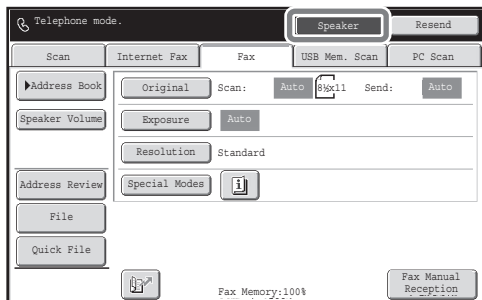 Telephone mode.
Speaker
Resend
Scan
Internet Fax
Fax
USB Mem. Scan
PC Scan
Address Book
Original
Scan:
Auto
8½x11
Send:
Auto
Speaker Volume
Exposure
Auto
Resolution
Standard
Address Review
Special Modes
File
Quick File
Fax Memory:100%
Fax Manual
Reception